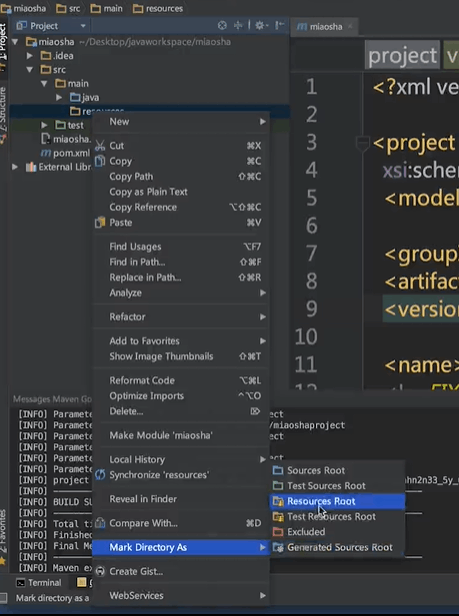 miaosha src main resources
Project
miaosha ~/Desktop/javaworkspace/miaosha
.idea
src
main
java
test
miaosha.
pom.xml
External Libr
1: Project
Z: Structure
2: Favorites
New
Cut ⌘X
Copy ⌘C
Copy Path ⇧⌘C
Copy as Plain Text
Copy Reference ⌥⇧⌘C
Paste ⌘V
Find Usages ⌥F7
Find in Path... ⇧⌘F
Replace in Path... ⇧⌘R
Analyze
Refactor
Add to Favorites
Show Image Thumbnails ⇧⌘T
Reformat Code ⌥⌘L
Optimize Imports ^⌥O
Delete... ⌦
Make Module 'miaosha'
Local History
Synchronize 'resources'
Reveal in Finder
Compare With... ⌘D
Mark Directory As
Create Gist...
WebServices
Sources Root
Test Sources Root
Resources Root
Test Resources Root
Excluded
Generated Sources Root
miaosha
project
1 <?xml ve
2
3 <project
4 xsi:schem
5 <model
6
7 <group
8 <artifac
9 <version
10
11 <name>
12
Messages Maven Go
[INFO] Paramete ject
[INFO] Paramete /miaoshaproject
[INFO] Paramete ject
[INFO] Paramete
[INFO] Paramete ject
[INFO] project hn2n33_5y_
[INFO]
[INFO] BUILD SU
[INFO]
[INFO] Total ti
[INFO] Finished
[INFO] Final Me
[INFO]
[INFO] Maven ex
Terminal
Mark directory as a